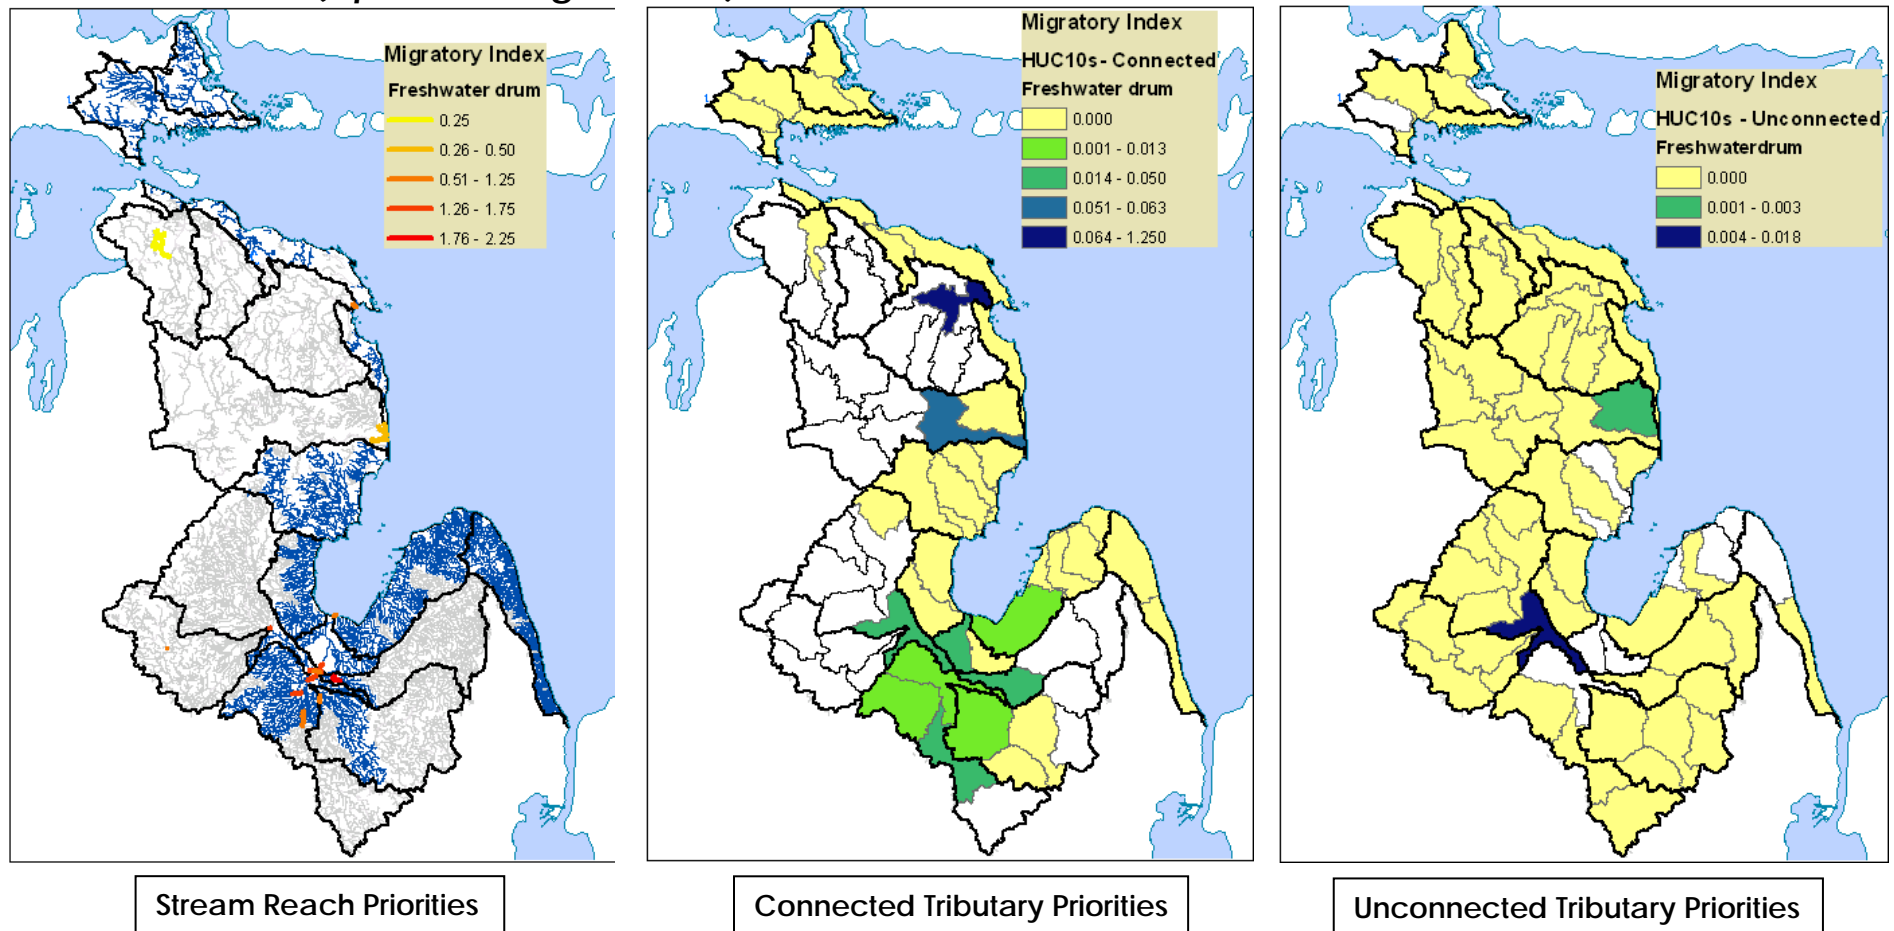 Migratory Index
Freshwater drum
0.25
0.26 - 0.50
0.51 - 1.25
1.26 - 1.75
1.76 - 2.25
Stream Reach Priorities
Migratory Index
HUC10s - Connected
Freshwater drum
0.000
0.001 - 0.013
0.014 - 0.050
0.051 - 0.063
0.064 - 1.250
Connected Tributary Priorities
Migratory Index
HUC10s - Unconnected
Freshwaterdrum
0.000
0.001 - 0.003
0.004 - 0.018
Unconnected Tributary Priorities